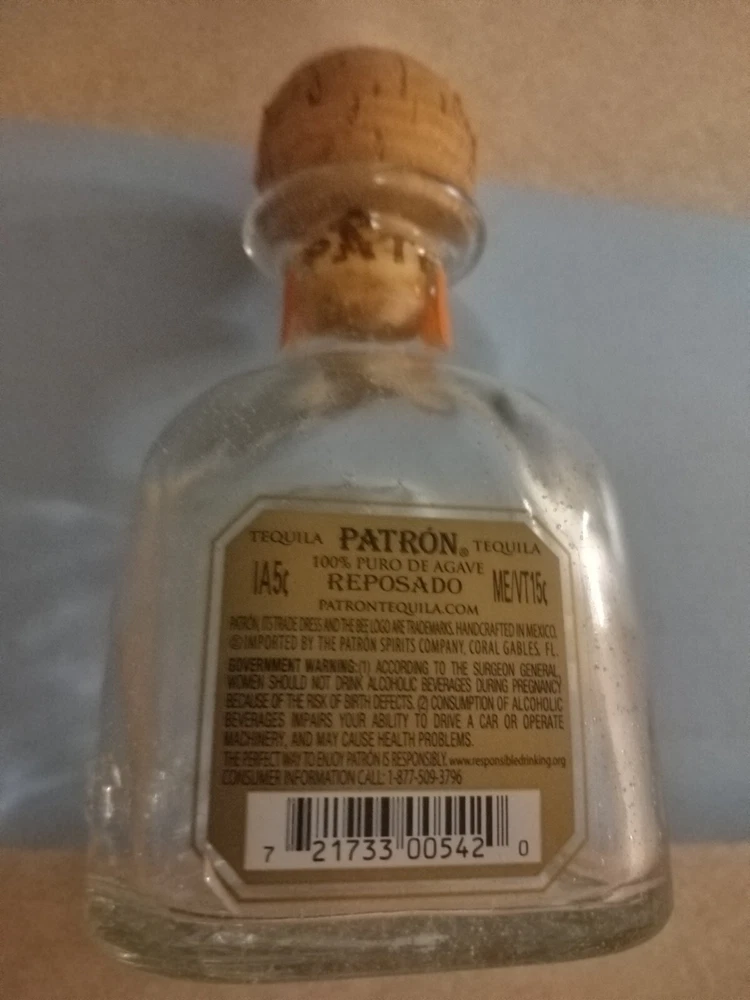 PAT
TEQUILA PATRÓN® TEQUILA
100% PURO DE AGAVE
IA5¢ REPOSADO ME/VT15¢
PATRONTEQUILA.COM
PATRÓN, ITS TRADE DRESS AND THE BEE LOGO ARE TRADEMARKS. HANDCRAFTED IN MEXICO.
IMPORTED BY THE PATRÓN SPIRITS COMPANY, CORAL GABLES, FL.
GOVERNMENT WARNING:(1) ACCORDING TO THE SURGEON GENERAL,
WOMEN SHOULD NOT DRINK ALCOHOLIC BEVERAGES DURING PREGNANCY
BECAUSE OF THE RISK OF BIRTH DEFECTS. (2) CONSUMPTION OF ALCOHOLIC
BEVERAGES IMPAIRS YOUR ABILITY TO DRIVE A CAR OR OPERATE
MACHINERY, AND MAY CAUSE HEALTH PROBLEMS.
THE PERFECT WAY TO ENJOY PATRÓN IS RESPONSIBLY. www.responsibledrinking.org
CONSUMER INFORMATION CALL: 1-877-509-3796
7 21733 00542 0